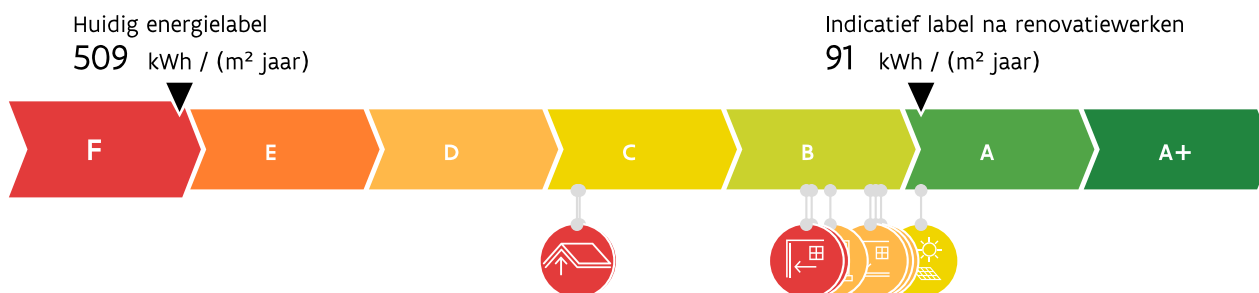 Huidig energielabel
509 kWh / (m² jaar)
Indicatief label na renovatiewerken
91 kWh / (m² jaar)
F E D C B A A+